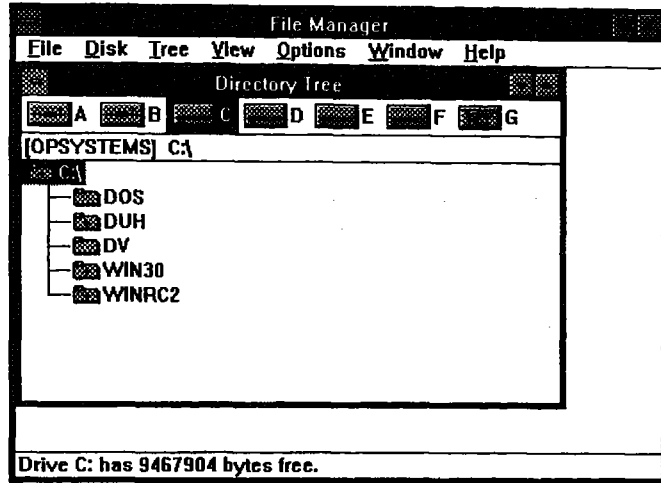 File Manager
File Disk Tree View Options Window Help
Directory Tree
A B C D E F G
[OPSYSTEMS] C:\
C:\
DOS
DUH
DV
WIN30
WINRC2
Drive C: has 9467904 bytes free.